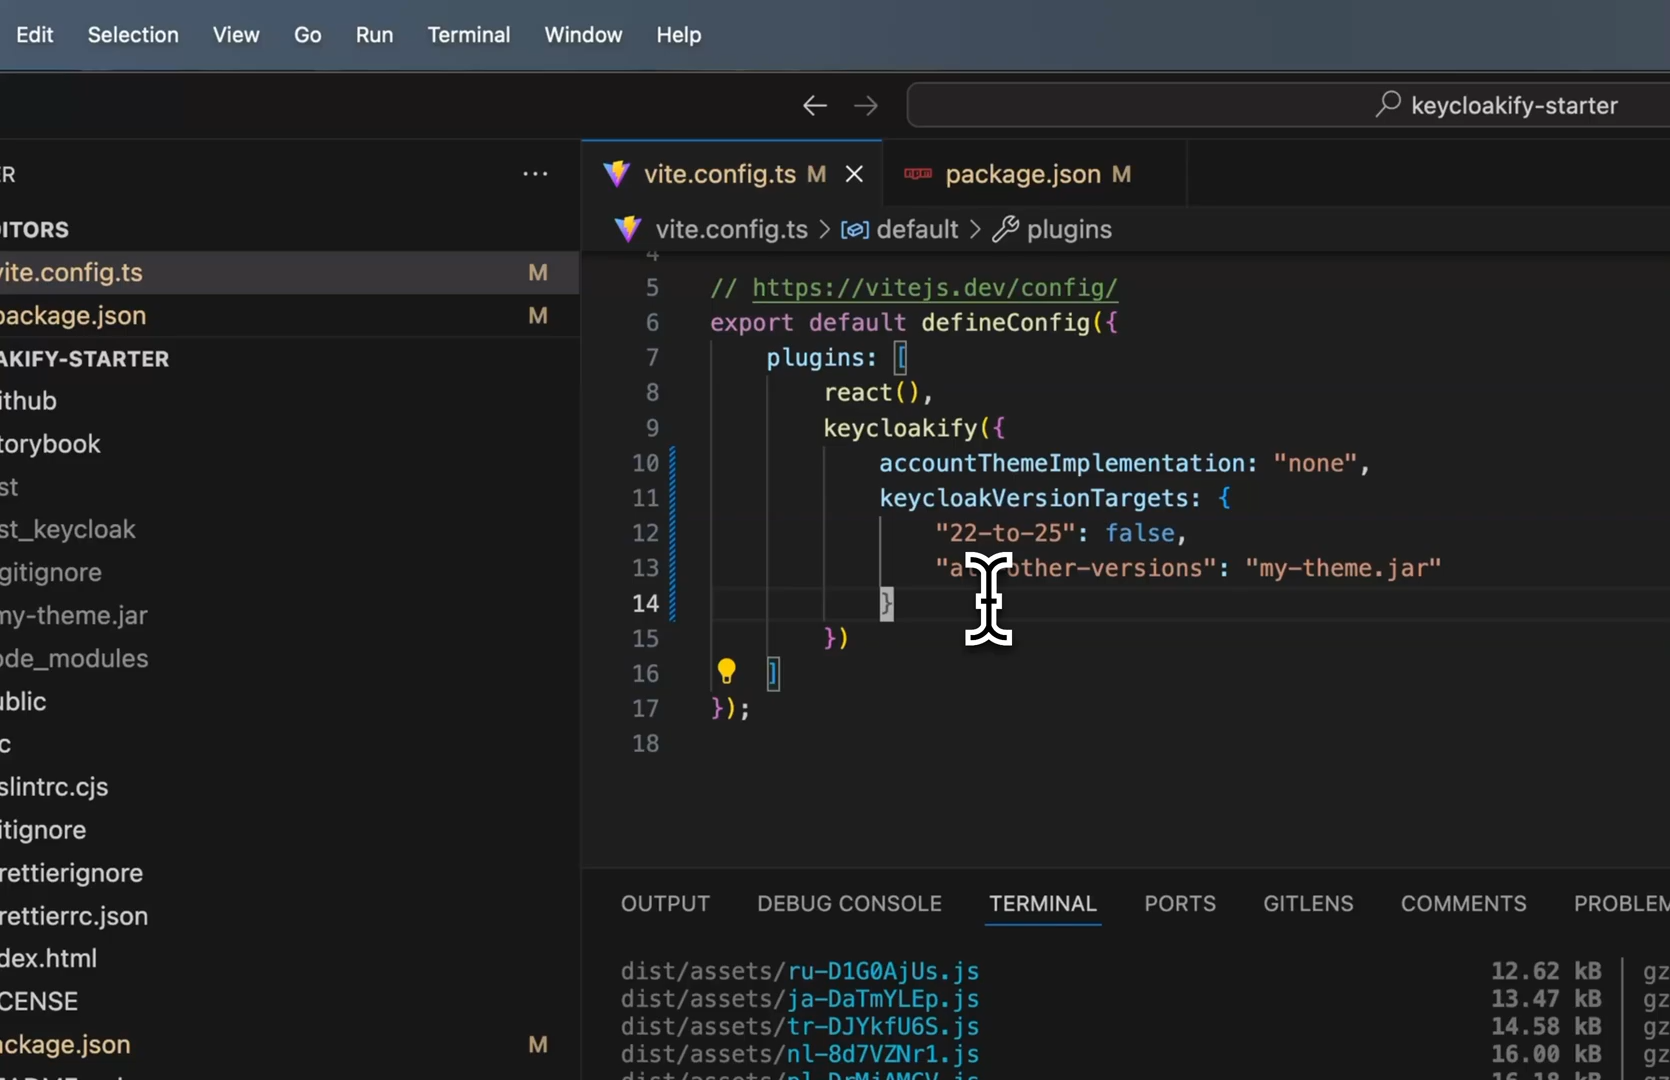 Edit Selection View Go Run Terminal Window Help
keycloakify-starter
ER
vite.config.ts M
package.json M
vite.config.ts > default > plugins
DITORS
vite.config.ts M
package.json M
AKIFY-STARTER
ithub
torybook
st
st_keycloak
gitignore
my-theme.jar
ode_modules
ublic
c
slintrc.cjs
itignore
rettierignore
rettierrc.json
dex.html
CENSE
ackage.json M
4
5 // https://vitejs.dev/config/
6 export default defineConfig({
7 plugins: [
8 react(),
9 keycloakify({
10 accountThemeImplementation: "none",
11 keycloakVersionTargets: {
12 "22-to-25": false,
13 "a other-versions": "my-theme.jar"
14 }
15 })
16 ]
17 });
18
OUTPUT DEBUG CONSOLE TERMINAL PORTS GITLENS COMMENTS PROBLEM
dist/assets/ru-D1G0AjUs.js 12.62 kB | gz
dist/assets/ja-DaTmYLEp.js 13.47 kB | gz
dist/assets/tr-DJYkfU6S.js 14.58 kB | gz
dist/assets/nl-8d7VZNr1.js 16.00 kB | gz